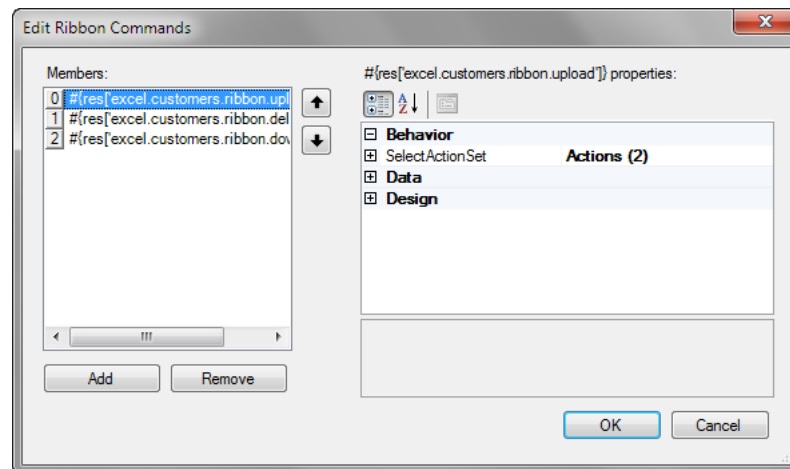 Edit Ribbon Commands
Members:
0 #{res['excel.customers.ribbon.upl
1 #{res['excel.customers.ribbon.del
2 #{res['excel.customers.ribbon.dov
Add
Remove
#{res['excel.customers.ribbon.upload']} properties:
Behavior
SelectActionSet Actions (2)
Data
Design
OK
Cancel